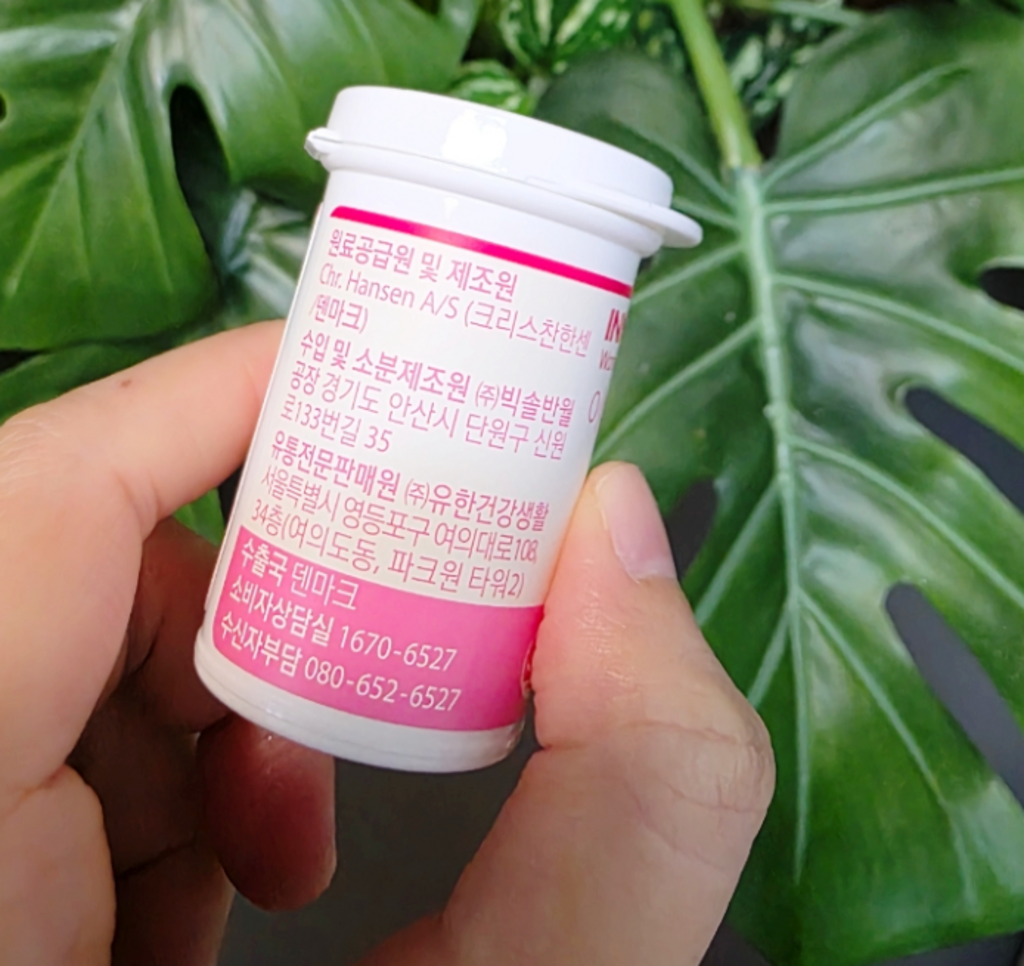 원료공급원 및 제조원
Chr. Hansen A/S (크리스찬한센
/덴마크)
수입 및 소분제조원 ㈜빅솔반월
공장 경기도 안산시 단원구 신원
로133번길 35
유통전문판매원 ㈜유한건강생활
서울특별시 영등포구 여의대로108,
34층(여의도동, 파크원 타워2)
수출국 덴마크
소비자상담실 1670-6527
수신자부담 080-652-6527